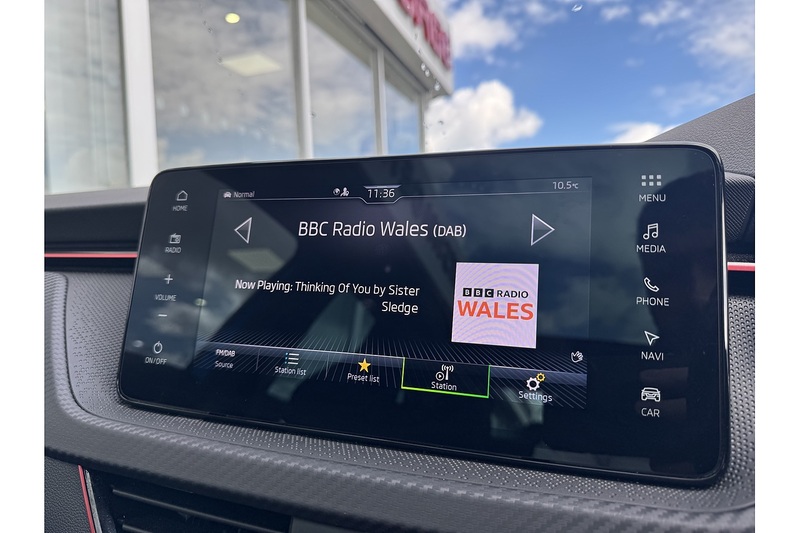 Normal
11:36
10.5°C
HOME
RADIO
VOLUME
ON/OFF
BBC Radio Wales (DAB)
Now Playing: Thinking Of You by Sister
Sledge
BBC RADIO
WALES
FM/DAB
Source
Station list
Preset list
Station
Settings
MENU
MEDIA
PHONE
NAVI
CAR